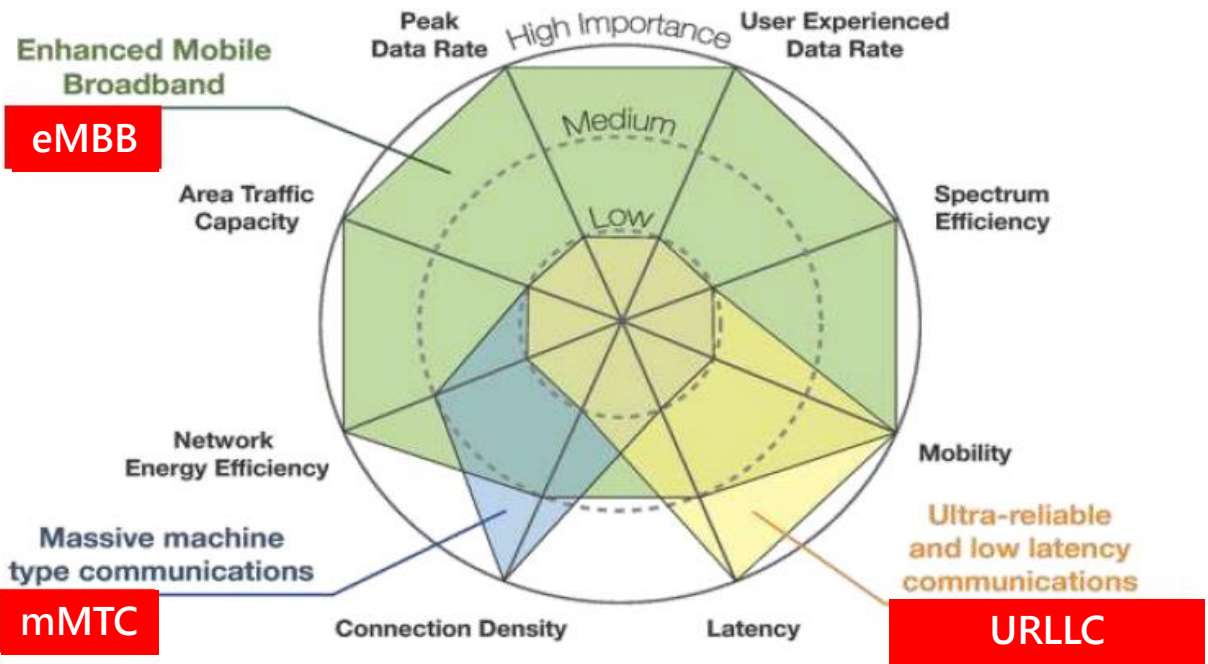 Peak
Data Rate
High Importance
User Experienced
Data Rate
Enhanced Mobile
Broadband
eMBB
Medium
Area Traffic
Capacity
Low
Spectrum
Efficiency
Network
Energy Efficiency
Mobility
Massive machine
type communications
mMTC
Ultra-reliable
and low latency
communications
URLLC
Connection Density
Latency